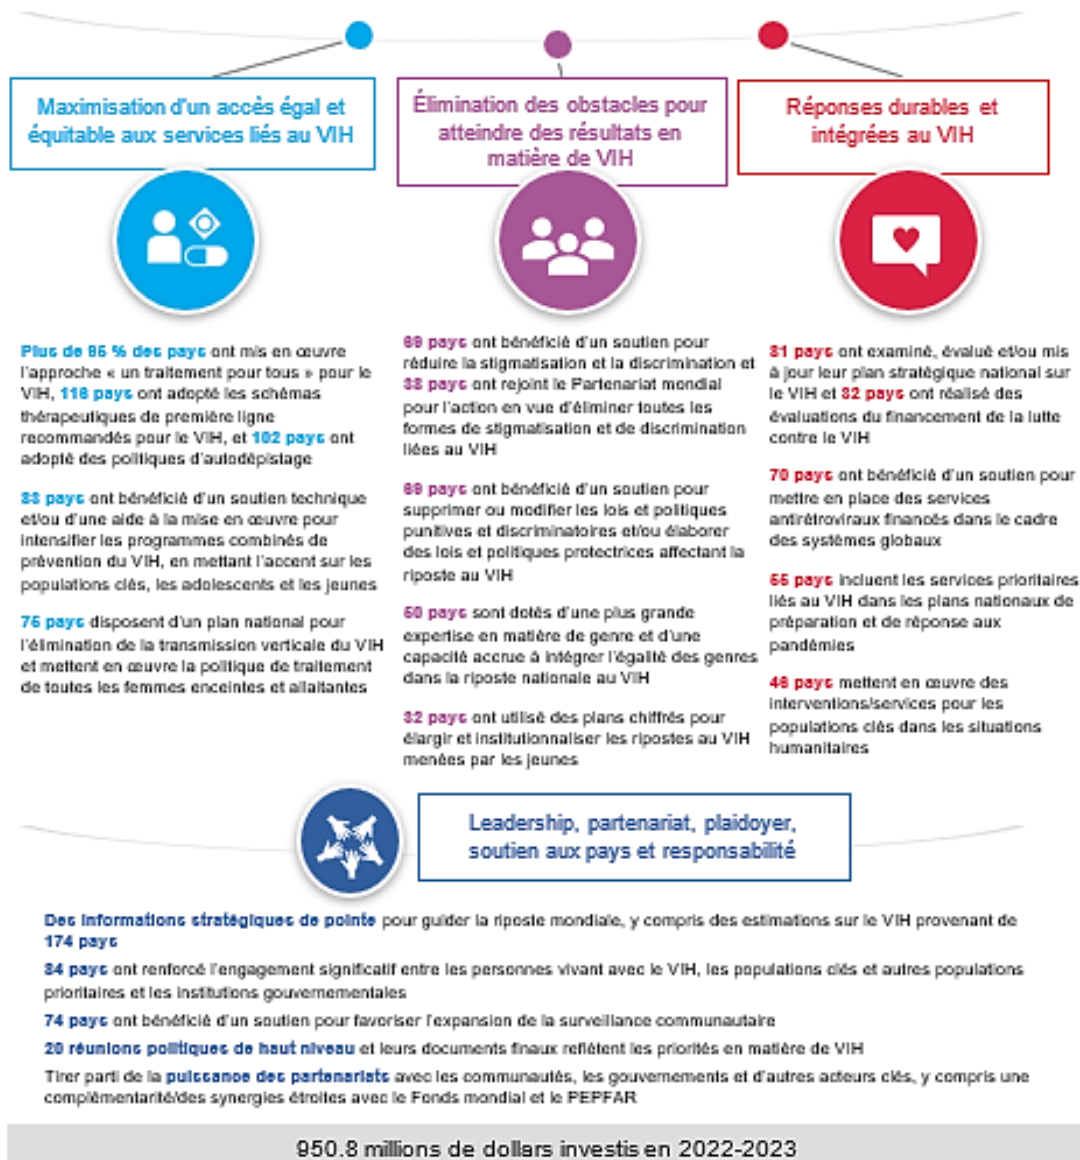 Maximisation d'un accès égal et
équitable aux services liés au VIH
Élimination des obstacles pour
atteindre des résultats en
matière de VIH
Réponses durables et
intégrées au VIH
Plus de % des pays ont mis en œuvre
l'approche « un traitement pour tous » pour le
VIH, pays ont adopté les schémas
thérapeutiques de première ligne
recommandés pour le VIH, et 102 pays ont
adopté des politiques d'autodépistage
pays ont bénéficié d'un soutien technique
et/ou d'une aide à la mise en œuvre pour
intensifier les programmes combinés de
prévention du VIH, en mettant l'accent sur les
populations clés, les adolescents et les jeunes
75 pays disposent d'un plan national pour
l'élimination de la transmission verticale du VIH
et mettent en œuvre la politique de traitement
de toutes les femmes enceintes et allaitantes
pays ont bénéficié d'un soutien pour
réduire la stigmatisation et la discrimination et
pays ont rejoint le Partenariat mondial
pour l'action en vue d'éliminer toutes les
formes de stigmatisation et de discrimination
liées au VIH
pays ont bénéficié d'un soutien pour
supprimer ou modifier les lois et politiques
punitives et discriminatoires et/ou élaborer
des lois et politiques protectrices affectant la
riposte au VIH
pays sont dotés d'une plus grande
expertise en matière de genre et d'une
capacité accrue à intégrer l'égalité des genres
dans la riposte nationale au VIH
pays ont utilisé des plans chiffrés pour
élargir et institutionnaliser les ripostes au VIH
menées par les jeunes
pays ont examiné, évalué et/ou mis
à jour leur plan stratégique national sur
le VIH et pays ont réalisé des
évaluations du financement de la lutte
contre le VIH
70 pays ont bénéficié d'un soutien pour
mettre en place des services
antirétroviraux financés dans le cadre
des systèmes globaux
pays incluent les services prioritaires
liés au VIH dans les plans nationaux de
préparation et de réponse aux
pandémies
pays mettent en œuvre des
interventions/services pour les
populations clés dans les situations
humanitaires
Leadership, partenariat, plaidoyer,
soutien aux pays et responsabilité
Des informations stratégiques de pointe pour guider la riposte mondiale, y compris des estimations sur le VIH provenant de
174 pays
pays ont renforcé l'engagement significatif entre les personnes vivant avec le VIH, les populations clés et autres populations
prioritaires et les institutions gouvernementales
74 pays ont bénéficié d'un soutien pour favoriser l'expansion de la surveillance communautaire
20 réunions politiques de haut niveau et leurs documents finaux reflètent les priorités en matière de VIH
Tirer parti de la puissance des partenariats avec les communautés, les gouvernements et d'autres acteurs clés, y compris une
complémentarité/des synergies étroites avec le Fonds mondial et le PEPFAR
950.8 millions de dollars investis en 2022-2023